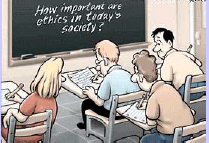 How important are
ethics in today's
society?